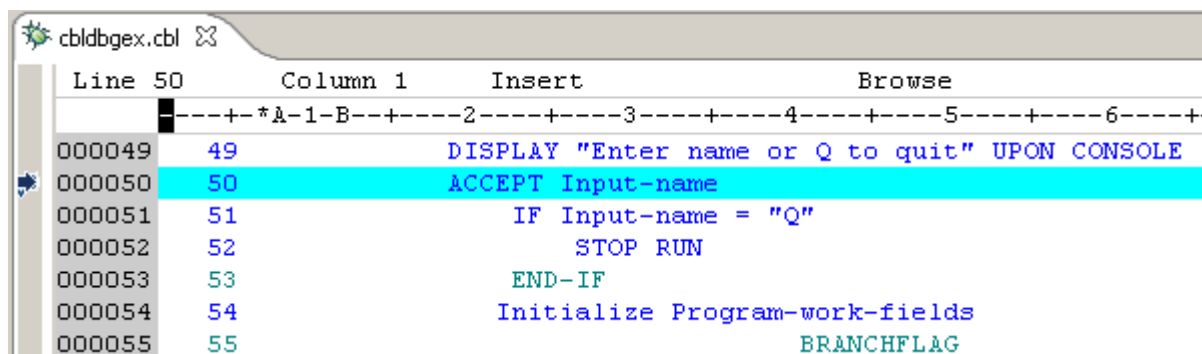 cbldbgex.cbl
Line 50 Column 1 Insert Browse
----+-*A-1-B--+----2----+----3----+----4----+----5----+----6----+-
000049 49 DISPLAY "Enter name or Q to quit" UPON CONSOLE
000050 50 ACCEPT Input-name
000051 51 IF Input-name = "Q"
000052 52 STOP RUN
000053 53 END-IF
000054 54 Initialize Program-work-fields
000055 55 BRANCHFLAG